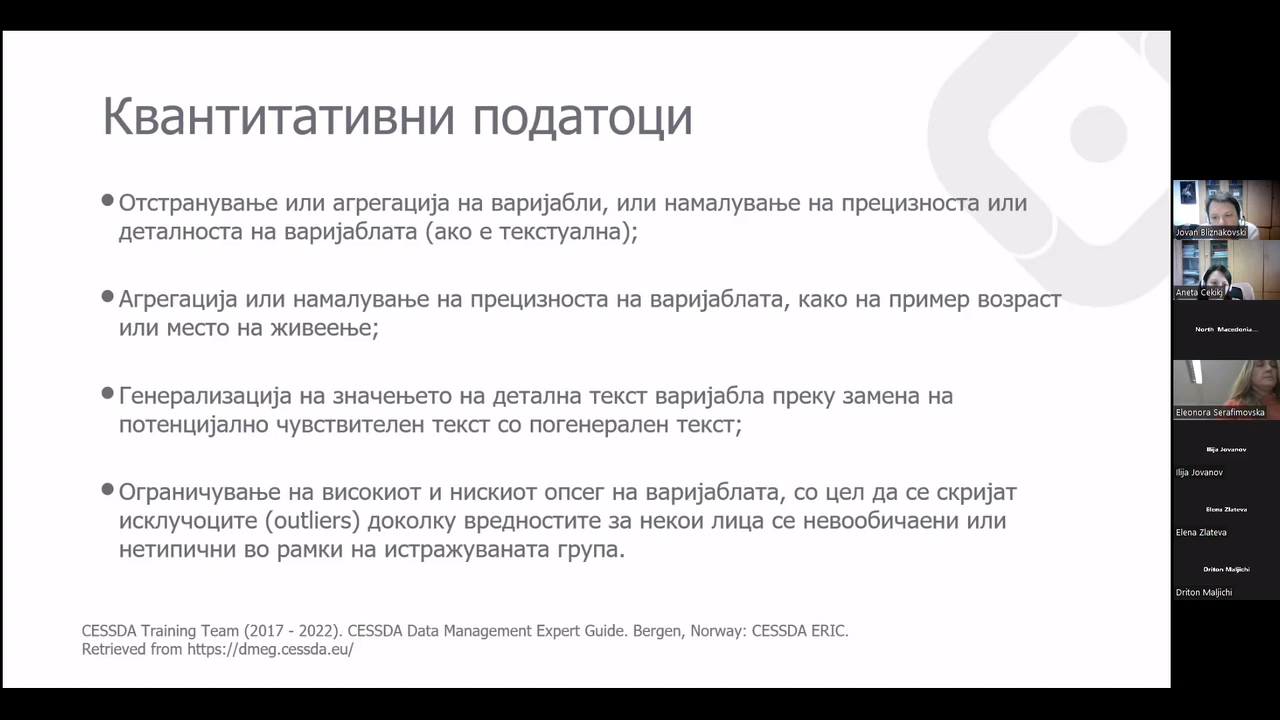 Квантитативни податоци
Отстранување или агрегација на варијабли, или намалување на прецизноста или
деталноста на варијаблата (ако е текстуална);
Агрегација или намалување на прецизноста на варијаблата, како на пример возраст
или место на живеење;
Генерализација на значењето на детална текст варијабла преку замена на
потенцијално чувствителен текст со погенерален текст;
Ограничување на високиот и нискиот опсег на варијаблата, со цел да се скријат
исклучоците (outliers) доколку вредностите за некои лица се невообичаени или
нетипични во рамки на истражуваната група.
CESSDA Training Team (2017 - 2022). CESSDA Data Management Expert Guide. Bergen, Norway: CESSDA ERIC.
Retrieved from https://dmeg.cessda.eu/
Jovan Bliznakovski
Aneta Cekikj
North Macedonia...
Eleonora Serafimovska
Ilija Jovanov
Ilija Jovanov
Elena Zlateva
Elena Zlateva
Driton Maljichi
Driton Maljichi